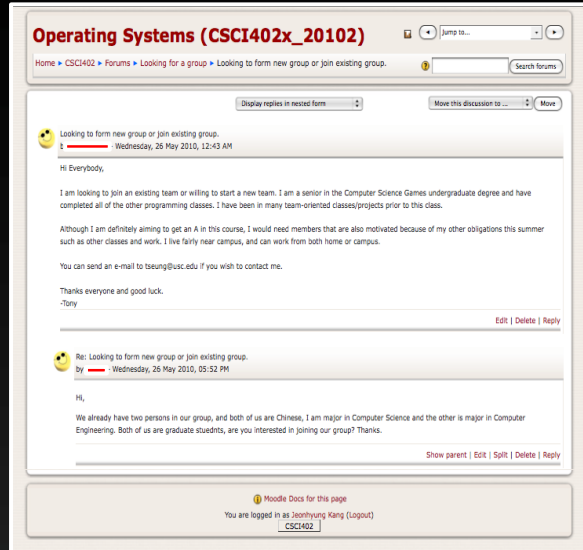 Operating Systems (CSCI402x_20102)
Jump to...
Home ► CSCI402 ► Forums ► Looking for a group ► Looking to form new group or join existing group.
Search forums
Display replies in nested form
Move this discussion to ...
Move
Looking to form new group or join existing group.
- Wednesday, 26 May 2010, 12:43 AM
Hi Everybody,
I am looking to join an existing team or willing to start a new team. I am a senior in the Computer Science Games undergraduate degree and have
completed all of the other programming classes. I have been in many team-oriented classes/projects prior to this class.
Although I am definitely aiming to get an A in this course, I would need members that are also motivated because of my other obligations this summer
such as other classes and work. I live fairly near campus, and can work from both home or campus.
You can send an e-mail to tseung@usc.edu if you wish to contact me.
Thanks everyone and good luck.
-Tony
Edit | Delete | Reply
Re: Looking to form new group or join existing group.
by - Wednesday, 26 May 2010, 05:52 PM
Hi,
We already have two persons in our group, and both of us are Chinese, I am major in Computer Science and the other is major in Computer
Engineering. Both of us are graduate stuednts, are you interested in joining our group? Thanks.
Show parent | Edit | Split | Delete | Reply
Moodle Docs for this page
You are logged in as Jeonhyung Kang (Logout)
CSCI402